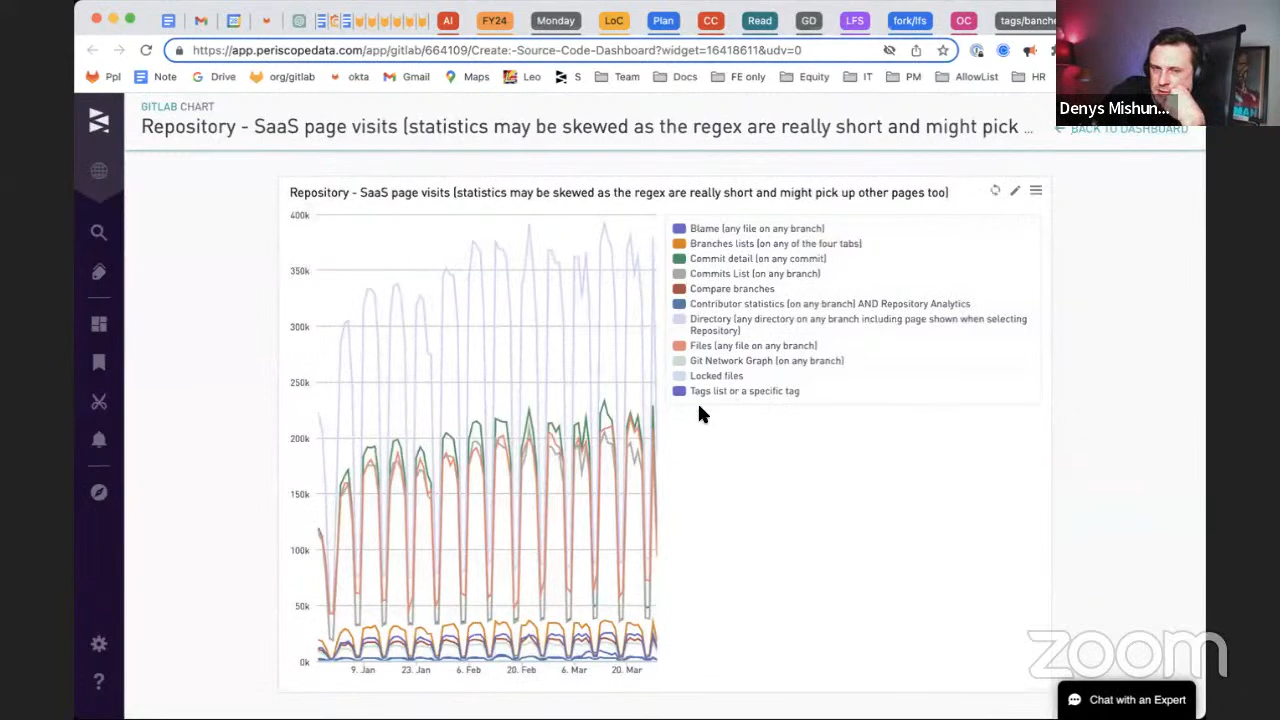 AI
FY24
Monday
LoC
Plan
CC
Read
GD
LFS
fork/lfs
OC
tags/banche
https://app.periscopedata.com/app/gitlab/664109/Create:-Source-Code-Dashboard?widget=16418611&udv=0
Ppl
Note
Drive
org/gitlab
okta
Gmail
Maps
Leo
S
Team
Docs
FE only
Equity
IT
PM
AllowList
HR
Denys Mishun...
GITLAB CHART
Repository - SaaS page visits (statistics may be skewed as the regex are really short and might pick ...
BACK TO DASHBOARD
Repository - SaaS page visits (statistics may be skewed as the regex are really short and might pick up other pages too)
400k
350k
300k
250k
200k
150k
100k
50k
0k
9. Jan
23. Jan
6. Feb
20. Feb
6. Mar
20. Mar
Blame (any file on any branch)
Branches lists (on any of the four tabs)
Commit detail (on any commit)
Commits List (on any branch)
Compare branches
Contributor statistics (on any branch) AND Repository Analytics
Directory (any directory on any branch including page shown when selecting
Repository)
Files (any file on any branch)
Git Network Graph (on any branch)
Locked files
Tags list or a specific tag
zoom
Chat with an Expert